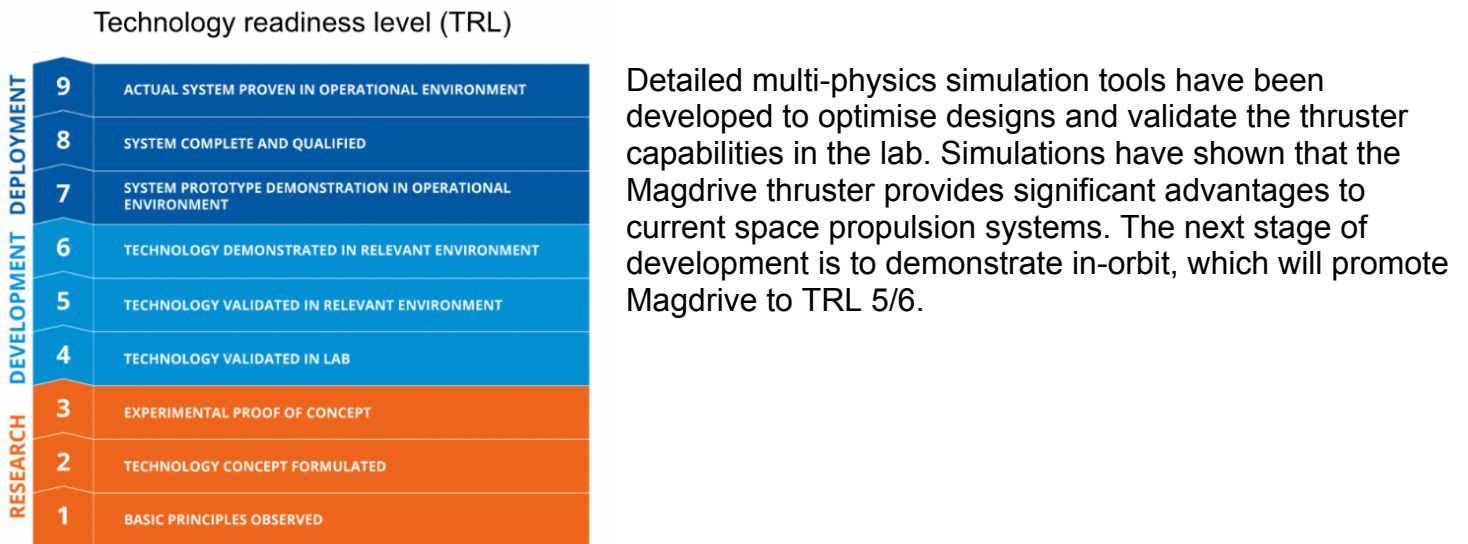 Technology readiness level (TRL)
DEPLOYMENT
9 ACTUAL SYSTEM PROVEN IN OPERATIONAL ENVIRONMENT
8 SYSTEM COMPLETE AND QUALIFIED
7 SYSTEM PROTOTYPE DEMONSTRATION IN OPERATIONAL
ENVIRONMENT
DEVELOPMENT
6 TECHNOLOGY DEMONSTRATED IN RELEVANT ENVIRONMENT
5 TECHNOLOGY VALIDATED IN RELEVANT ENVIRONMENT
4 TECHNOLOGY VALIDATED IN LAB
RESEARCH
3 EXPERIMENTAL PROOF OF CONCEPT
2 TECHNOLOGY CONCEPT FORMULATED
1 BASIC PRINCIPLES OBSERVED
Detailed multi-physics simulation tools have been
developed to optimise designs and validate the thruster
capabilities in the lab. Simulations have shown that the
Magdrive thruster provides significant advantages to
current space propulsion systems. The next stage of
development is to demonstrate in-orbit, which will promote
Magdrive to TRL 5/6.